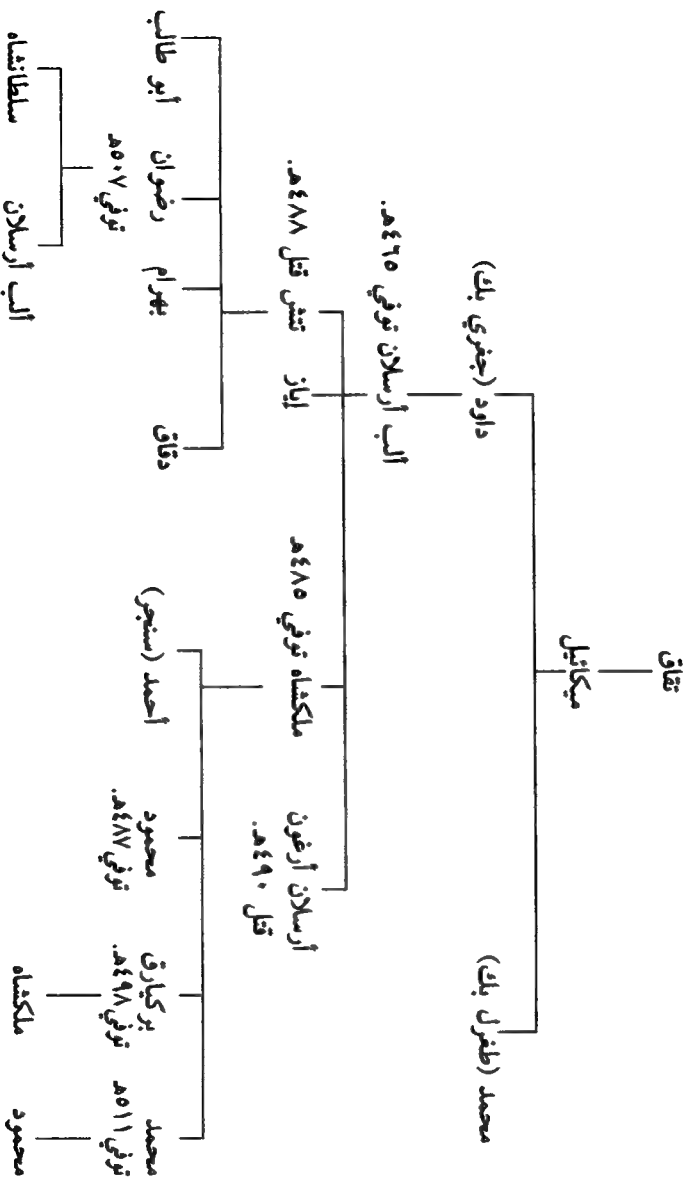 تقاق
ميكائيل
محمد (طغرل بك)
داود (جغري بك)
ألب أرسلان توفي ٤٦٥هـ.
أرسلان أرغون
قتل ٤٩٠هـ.
ملكشاه توفي ٤٨٥هـ
إياز
تتش قتل ٤٨٨هـ.
محمد
توفي ٥١١هـ
بركيارق
توفي ٤٩٨هـ.
محمود
توفي ٤٨٧هـ.
أحمد (سنجر)
دقاق
بهرام
رضوان
توفي ٥٠٧هـ
أبو طالب
محمود
ملكشاه
ألب أرسلان
سلطانشاه